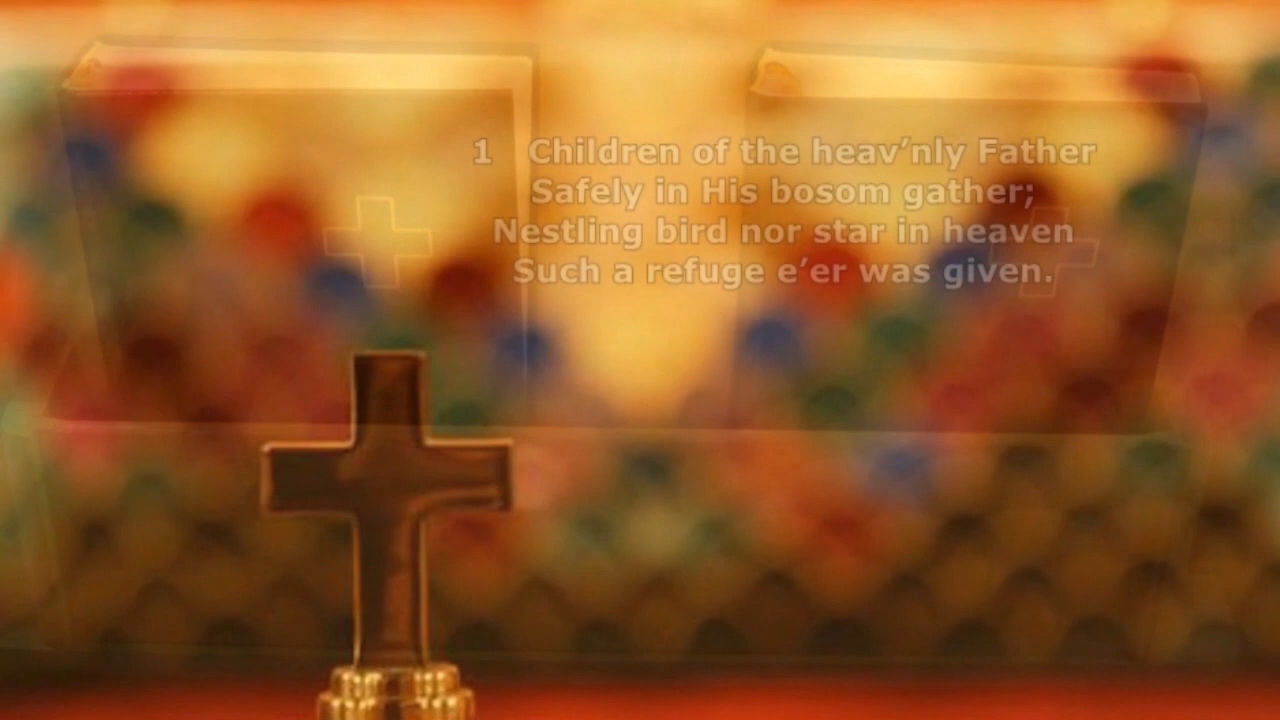 1 Children of the heav’nly Father
Safely in His bosom gather;
Nestling bird nor star in heaven
Such a refuge e’er was given.